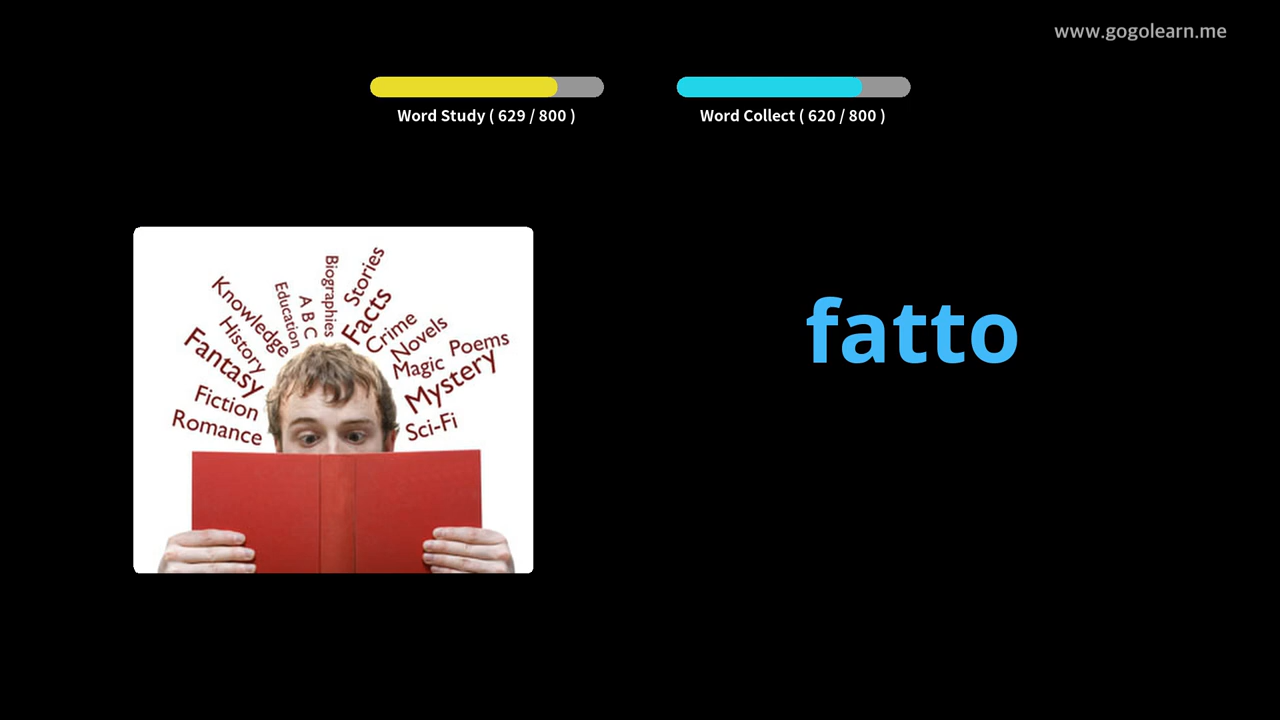 www.gogolearn.me
Word Study ( 629 / 800 )
Word Collect ( 620 / 800 )
Romance
Fiction
Fantasy
History
Knowledge
Education
A B C
Biographies
Stories
Facts
Crime
Novels
Magic
Poems
Mystery
Sci-Fi
fatto